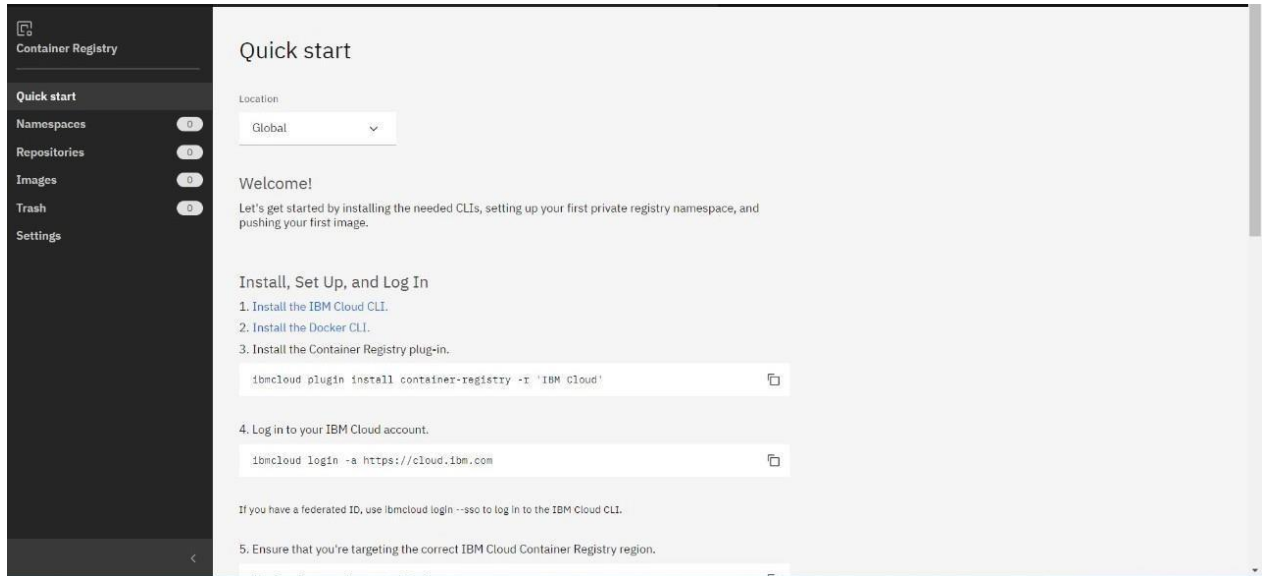 Container Registry
Quick start
Namespaces 0
Repositories 0
Images 0
Trash 0
Settings
Quick start
Location
Global
Welcome!
Let's get started by installing the needed CLIs, setting up your first private registry namespace, and
pushing your first image.
Install, Set Up, and Log In
1. Install the IBM Cloud CLI.
2. Install the Docker CLI.
3. Install the Container Registry plug-in.
ibmcloud plugin install container-registry -r 'IBM Cloud'
4. Log in to your IBM Cloud account.
ibmcloud login -a https://cloud.ibm.com
If you have a federated ID, use ibmcloud login --sso to log in to the IBM Cloud CLI.
5. Ensure that you're targeting the correct IBM Cloud Container Registry region.